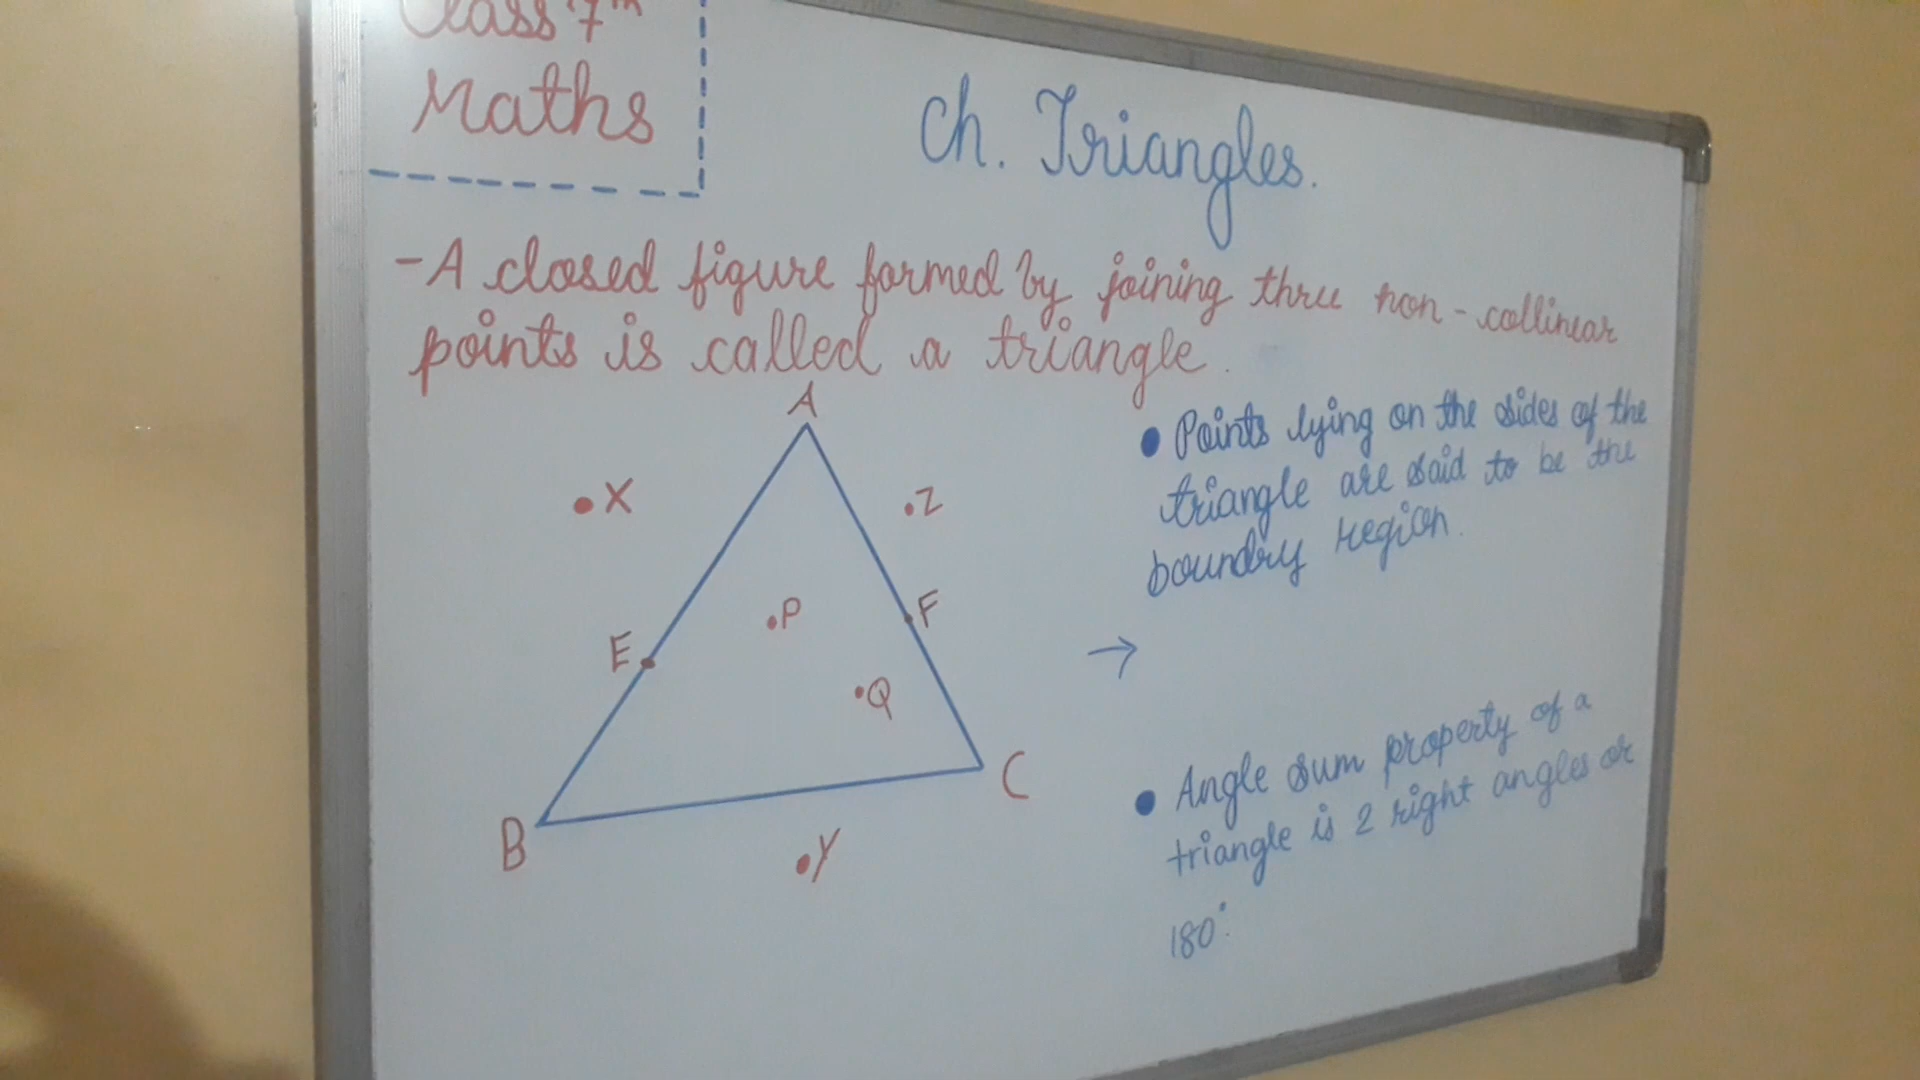 Class 7th
Maths
Ch. Triangles.
- A closed figure formed by joining three non-collinear
points is called a triangle.
A
• X
• Z
• P
F
E
• Q
C
B
• Y
• Points lying on the sides of the
triangle are said to be the
boundry region.
→
• Angle sum property of a
triangle is 2 right angles or
180°.